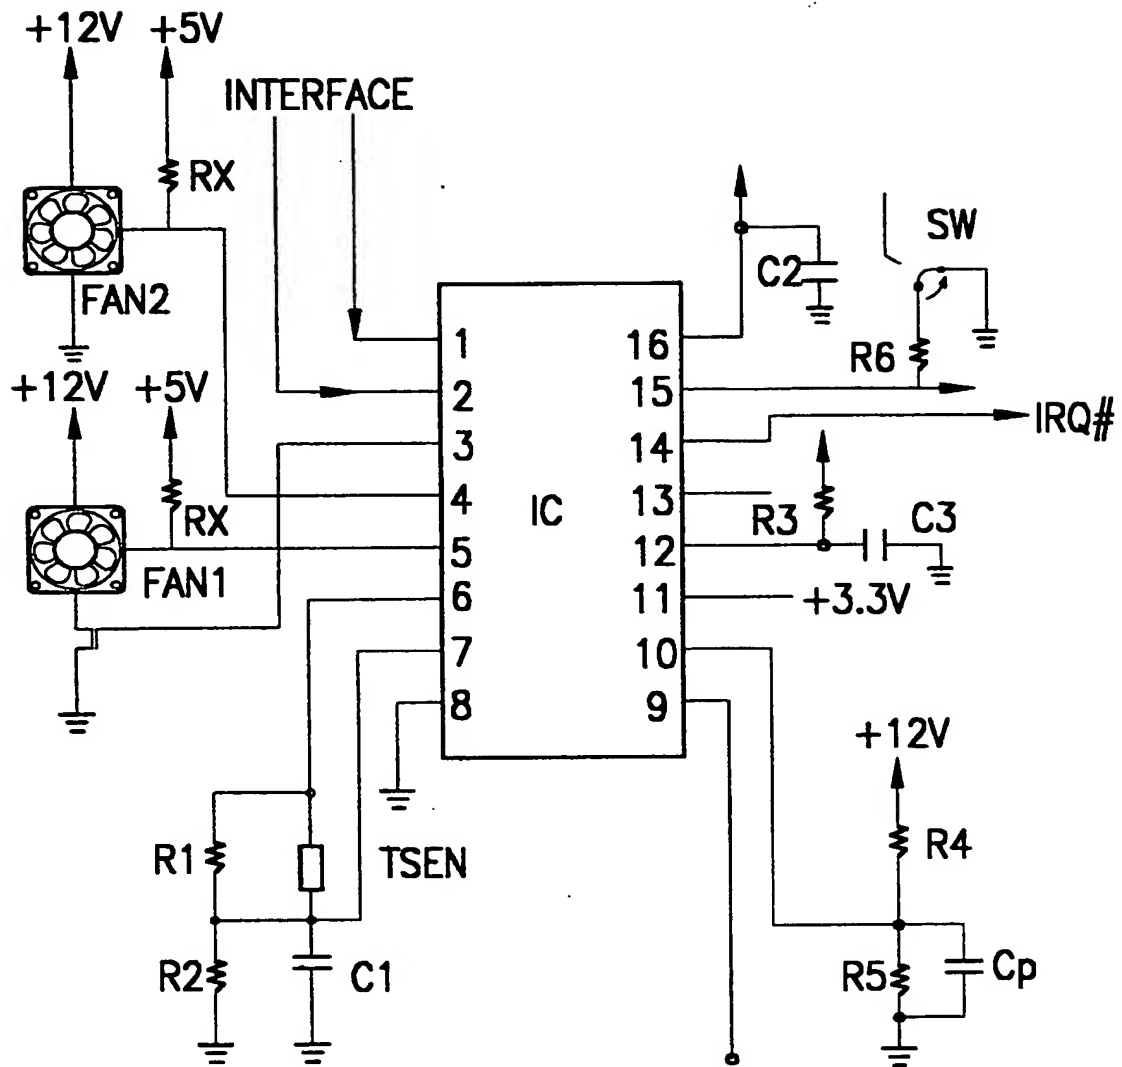 +12V +5V
INTERFACE
RX
FAN2
SW
C2
R6
+12V +5V
RX
FAN1
IC
1
2
3
4
5
6
7
8
16
15
14
13
12
11
10
9
IRQ#
R3
C3
+3.3V
+12V
R4
R5
Cp
R1
TSEN
R2
C1